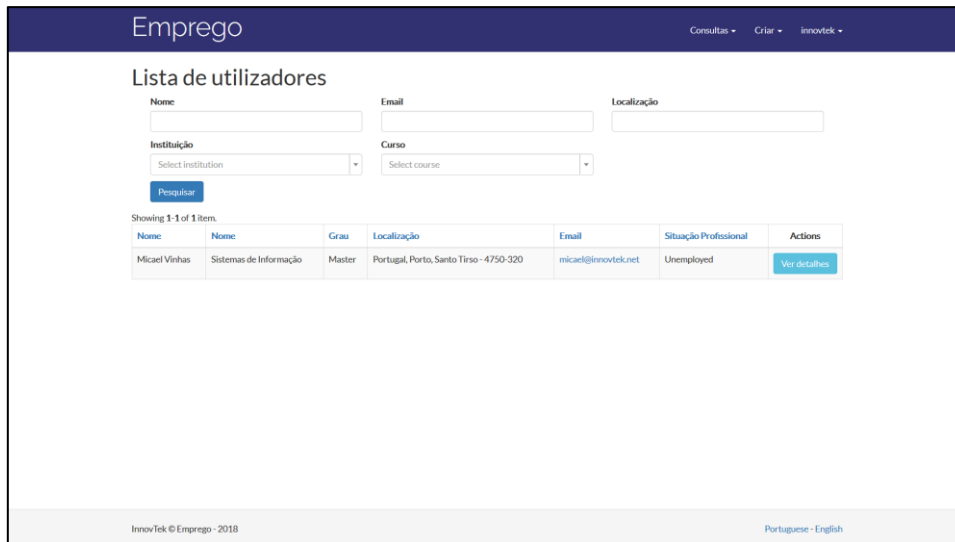 Emprego
Consultas Criar innovtek
Lista de utilizadores
Nome Email Localização
Instituição Curso
Select institution Select course
Pesquisar
Showing 1-1 of 1 item.
Nome Nome Grau Localização Email Situação Profissional Actions
Micael Vinhas Sistemas de Informação Master Portugal, Porto, Santo Tirso - 4750-320 micael@innovtek.net Unemployed Ver detalhes
InnovTek © Emprego - 2018 Portuguese - English